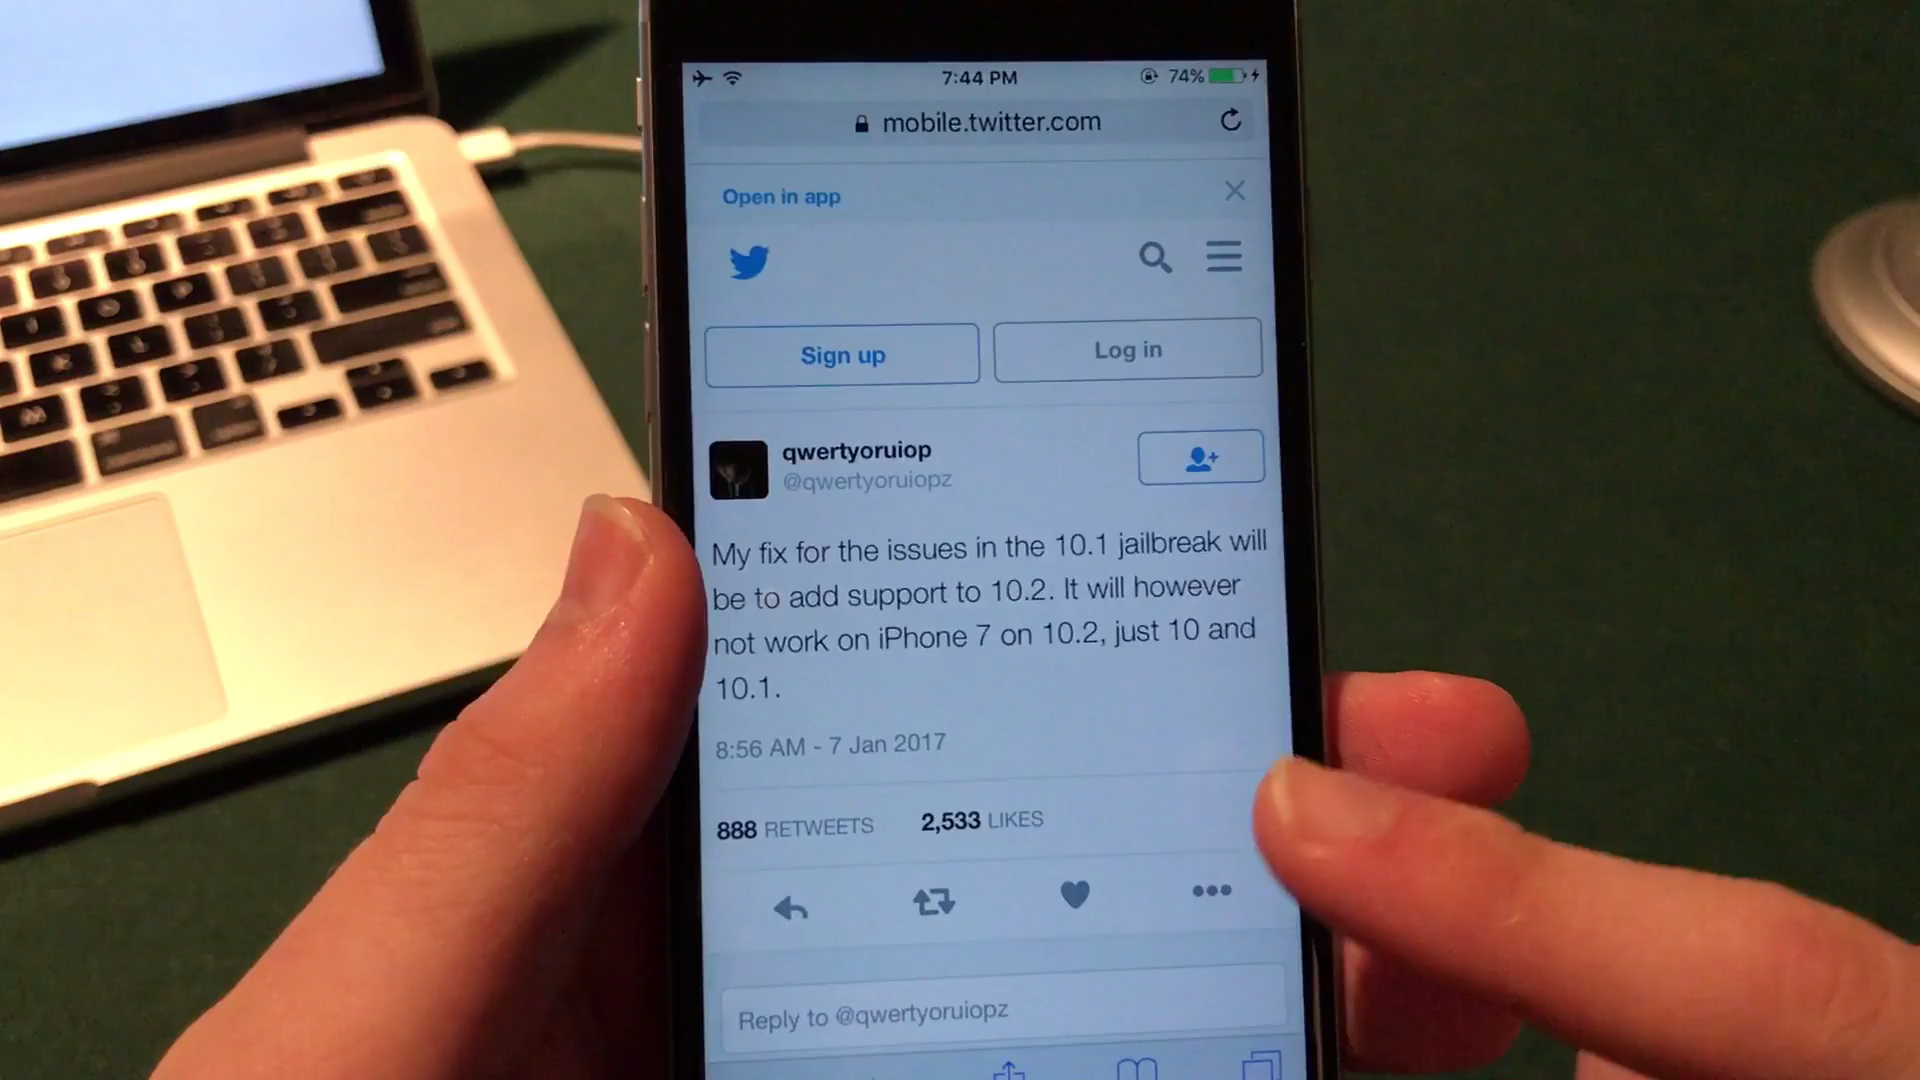 7:44 PM
74%
mobile.twitter.com
Open in app
Sign up
Log in
qwertyoruiop
@qwertyoruiopz
My fix for the issues in the 10.1 jailbreak will
be to add support to 10.2. It will however
not work on iPhone 7 on 10.2, just 10 and
10.1.
8:56 AM - 7 Jan 2017
888 RETWEETS 2,533 LIKES
Reply to @qwertyoruiopz